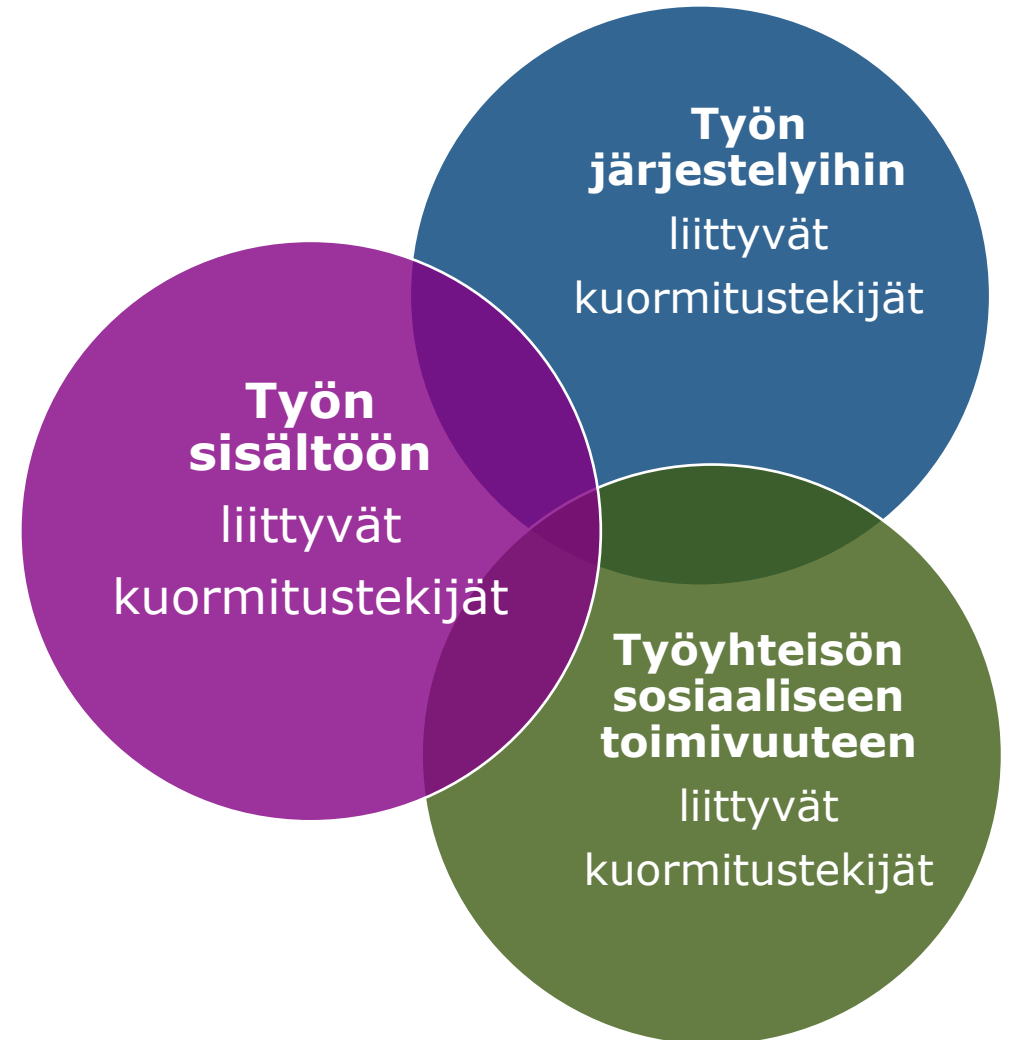 Työn
järjestelyihin
liittyvät
kuormitustekijät
Työn
sisältöön
liittyvät
kuormitustekijät
Työyhteisön
sosiaaliseen
toimivuuteen
liittyvät
kuormitustekijät